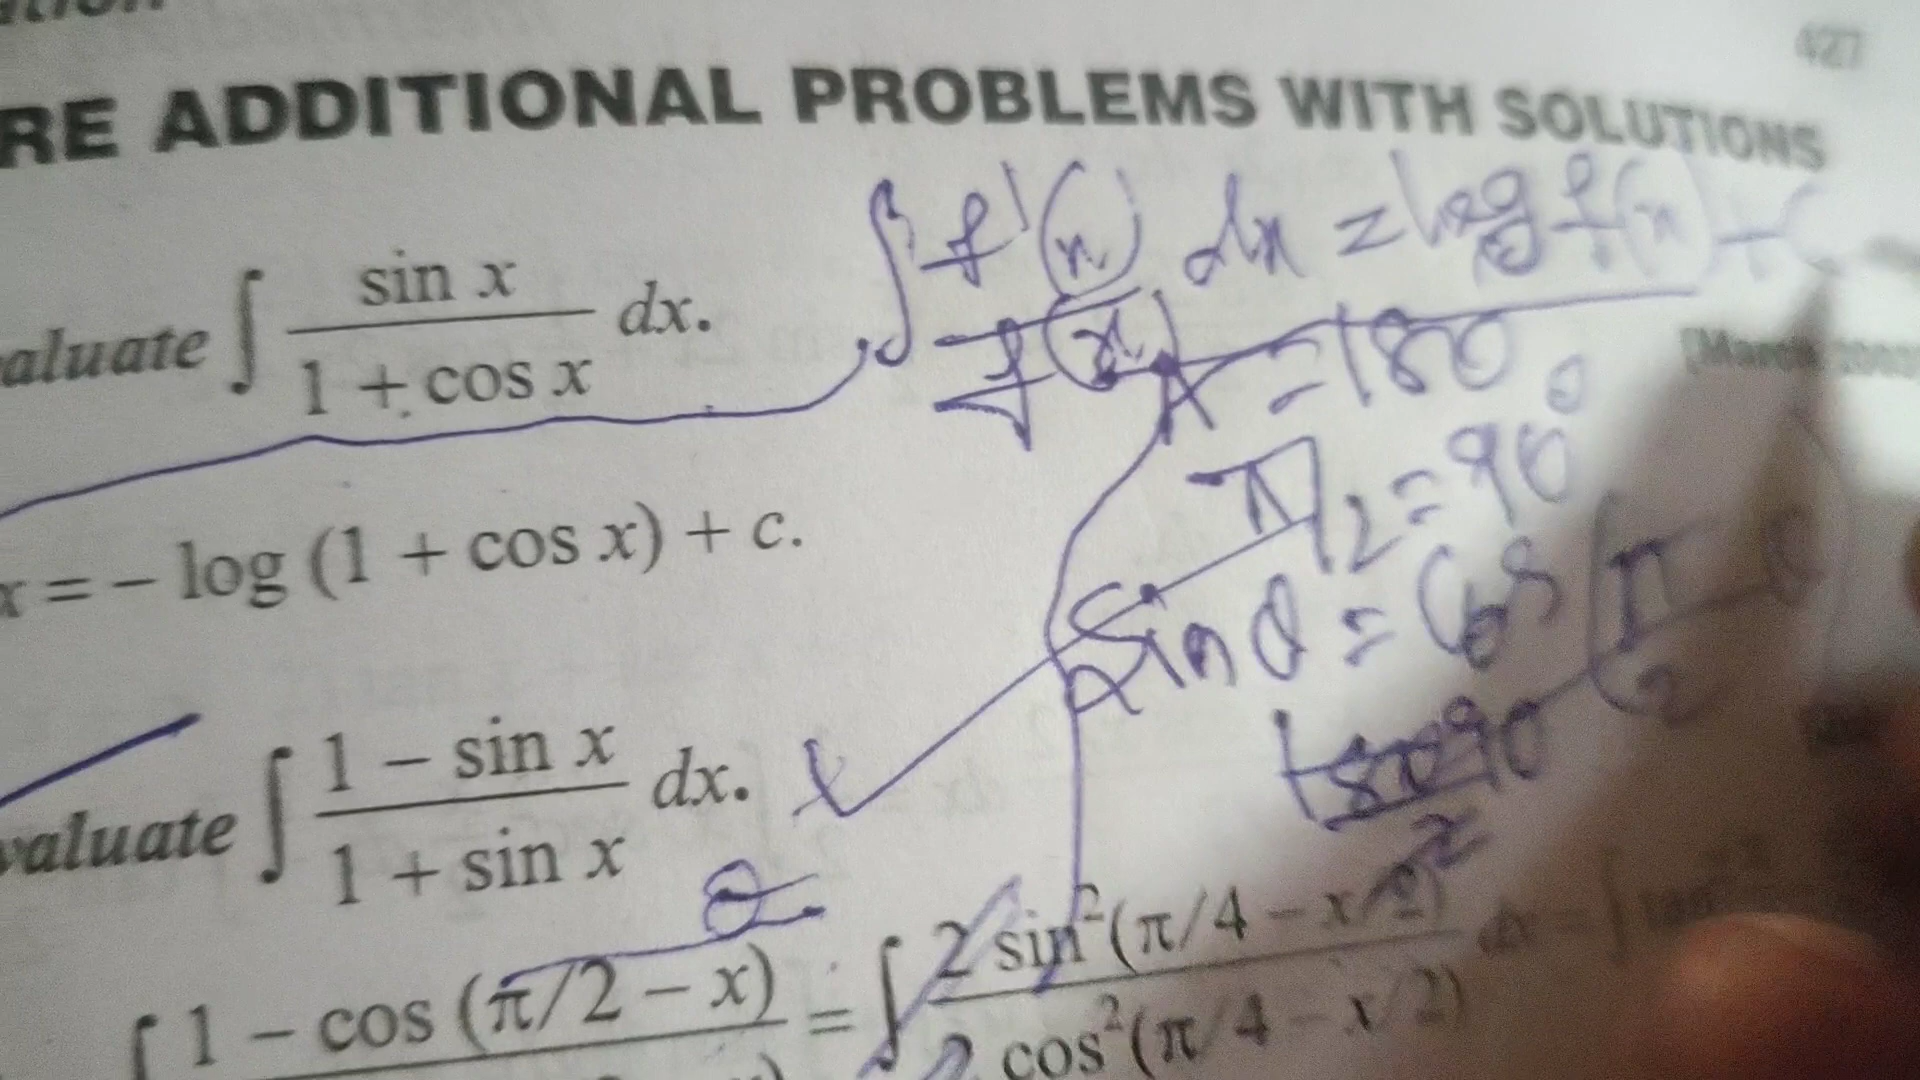 427
RE ADDITIONAL PROBLEMS WITH SOLUTIONS
∫ f'(x)/f(x) dx = log f(x) + C
aluate ∫ sin x / 1 + cos x dx.
π = 180°
π/2 = 90°
x = – log (1 + cos x) + c.
Sin θ = Cos (π/2 – θ)
valuate ∫ 1 – sin x / 1 + sin x dx.
∫ 1 – cos (π/2 – x) = ∫ 2 sin²(π/4 – x/2) / 2 cos²(π/4 – x/2)